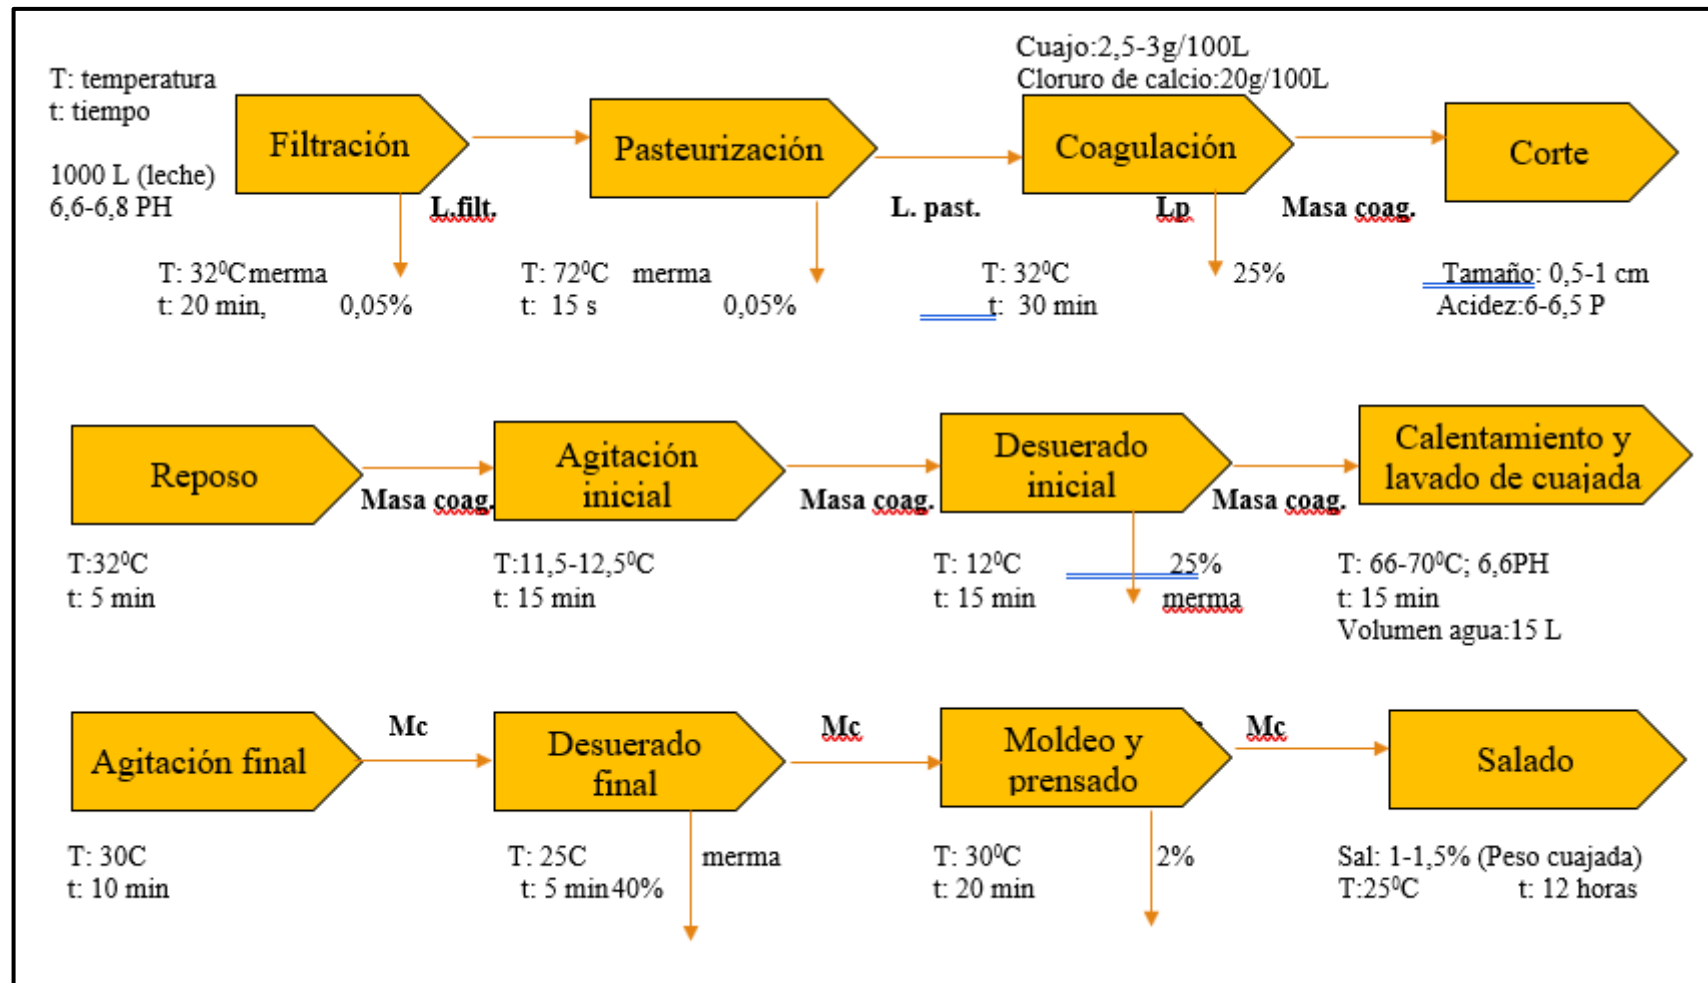 Cuajo:2,5-3g/100L
Cloruro de calcio:20g/100L
T: temperatura
t: tiempo
1000 L (leche)
6,6-6,8 PH
Filtración
Pasteurización
Coagulación
Corte
L.filt.
L. past.
Lp
Masa coag.
T: 32⁰C merma
t: 20 min, 0,05%
T: 72⁰C merma
t: 15 s 0,05%
T: 32⁰C 25%
t: 30 min
Tamaño: 0,5-1 cm
Acidez:6-6,5 P
Reposo
Agitación
inicial
Desuerado
inicial
Calentamiento y
lavado de cuajada
Masa coag.
Masa coag.
Masa coag.
T:32⁰C
t: 5 min
T:11,5-12,5⁰C
t: 15 min
T: 12⁰C 25%
t: 15 min merma
T: 66-70⁰C; 6,6PH
t: 15 min
Volumen agua:15 L
Agitación final
Desuerado
final
Moldeo y
prensado
Salado
Mc
Mc
Mc
T: 30C
t: 10 min
T: 25C merma
t: 5 min 40%
T: 30⁰C 2%
t: 20 min
Sal: 1-1,5% (Peso cuajada)
T:25⁰C t: 12 horas